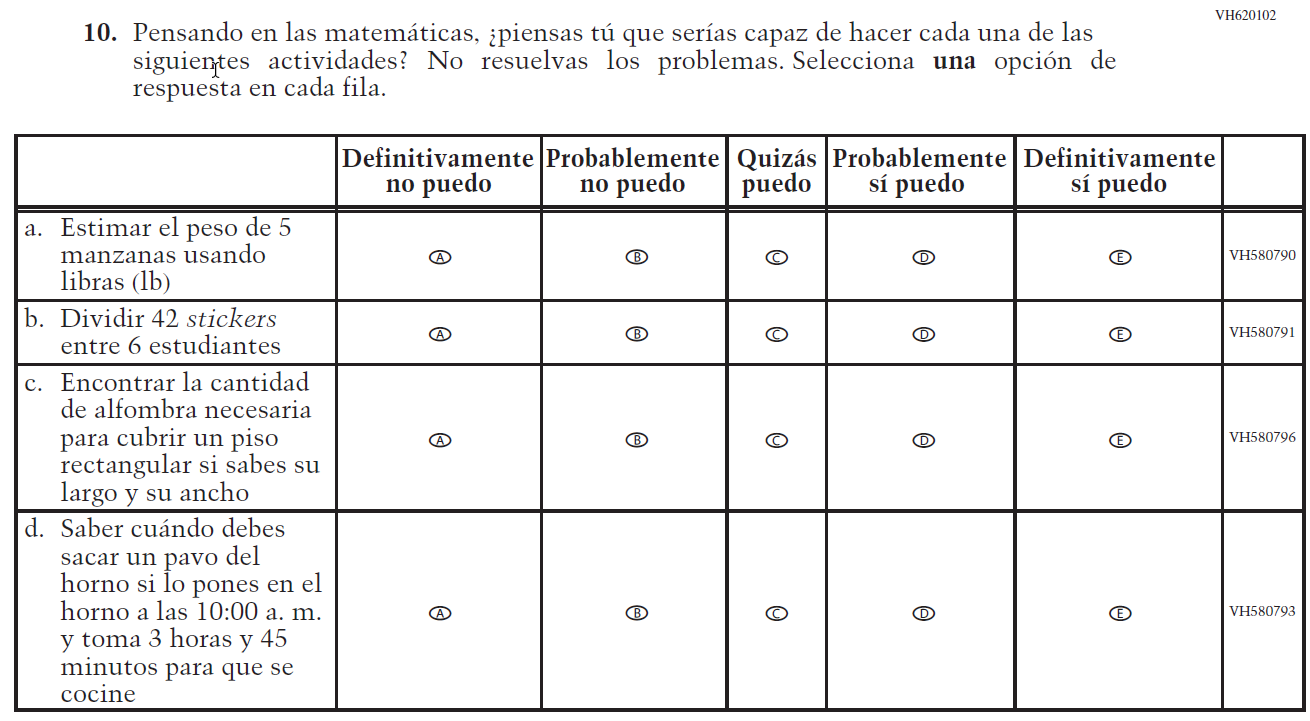 VH620102
10. Pensando en las matemáticas, ¿piensas tú que serías capaz de hacer cada una de las
siguientes actividades? No resuelvas los problemas. Selecciona una opción de
respuesta en cada fila.
Definitivamente no puedo
Probablemente no puedo
Quizás puedo
Probablemente sí puedo
Definitivamente sí puedo
a. Estimar el peso de 5
manzanas usando
libras (lb)
A B C D E VH580790
b. Dividir 42 stickers
entre 6 estudiantes
A B C D E VH580791
c. Encontrar la cantidad
de alfombra necesaria
para cubrir un piso
rectangular si sabes su
largo y su ancho
A B C D E VH580796
d. Saber cuándo debes
sacar un pavo del
horno si lo pones en el
horno a las 10:00 a. m.
y toma 3 horas y 45
minutos para que se
cocine
A B C D E VH580793